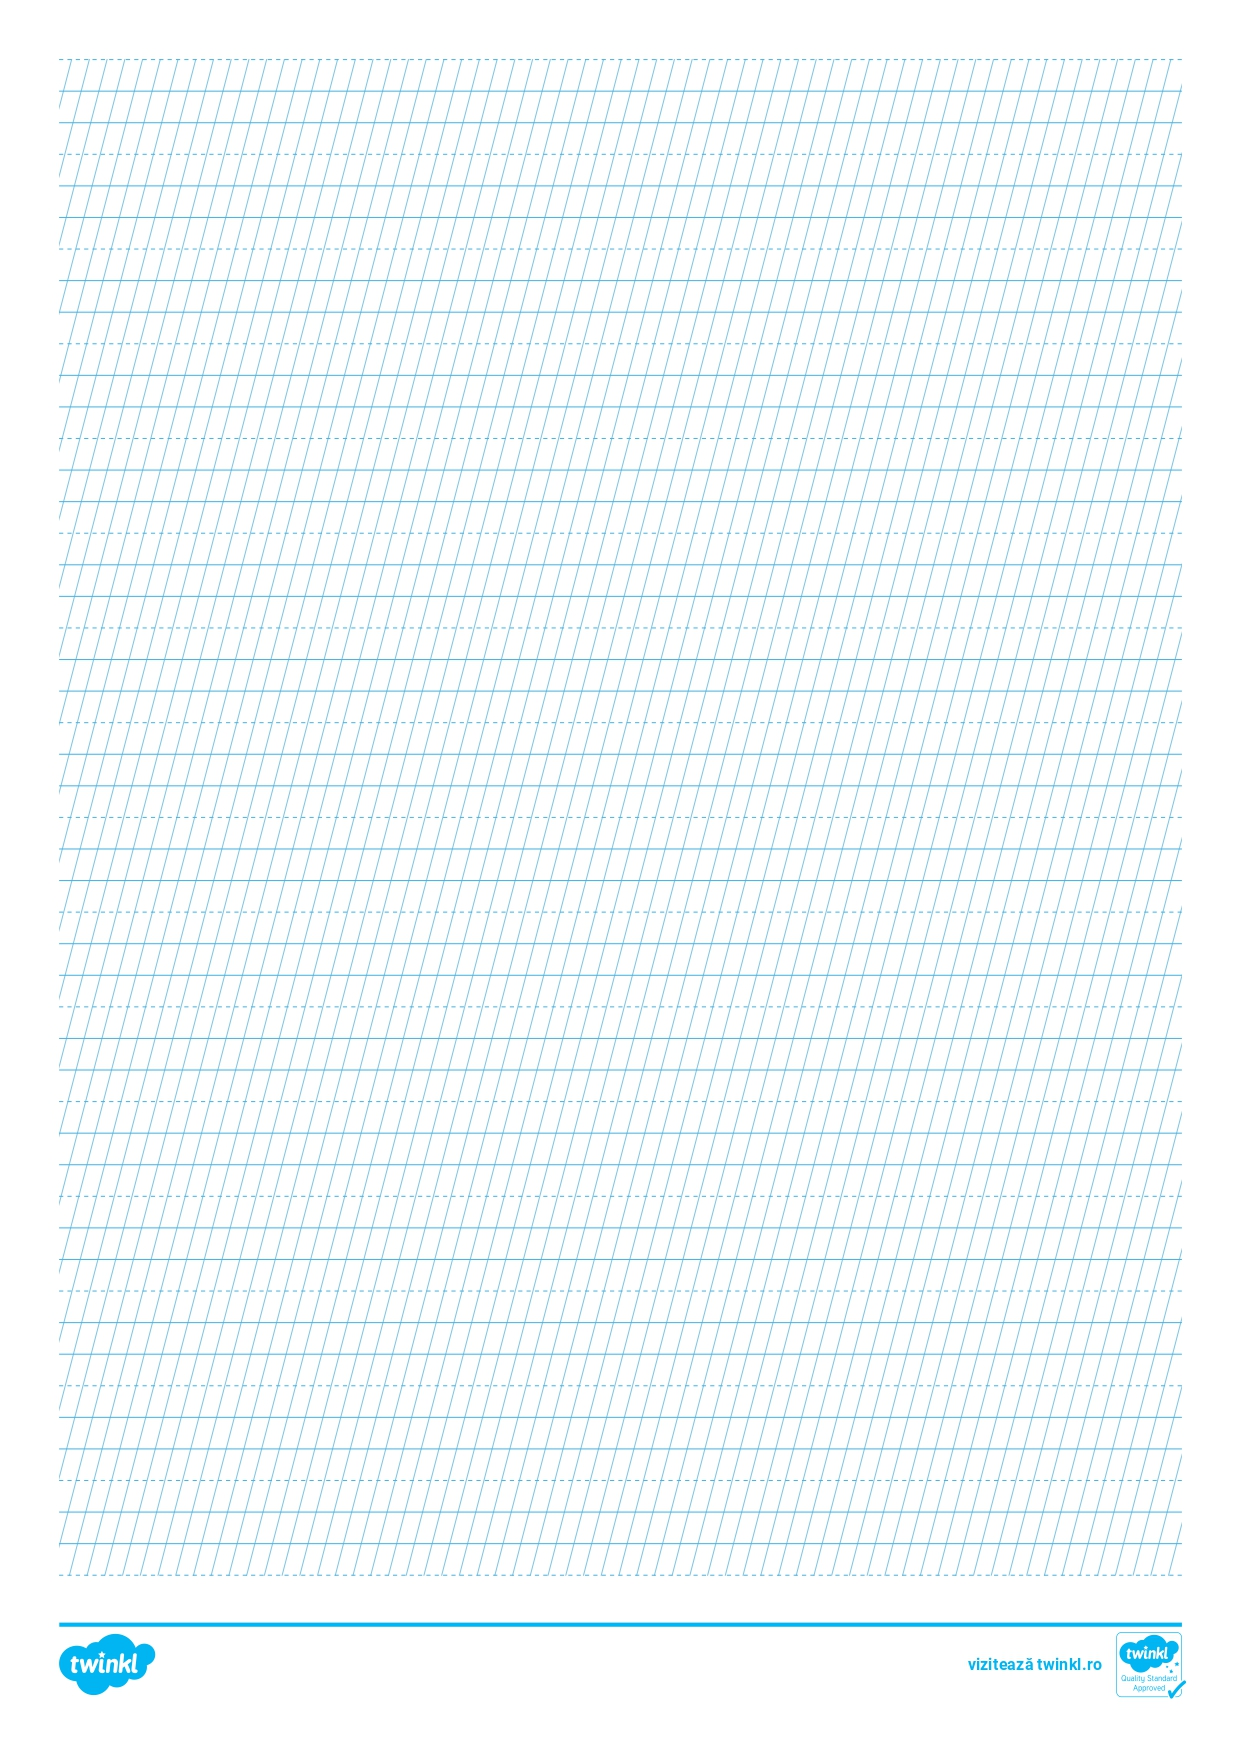 twinkl
vizitează twinkl.ro
twinkl
Quality Standard
Approved